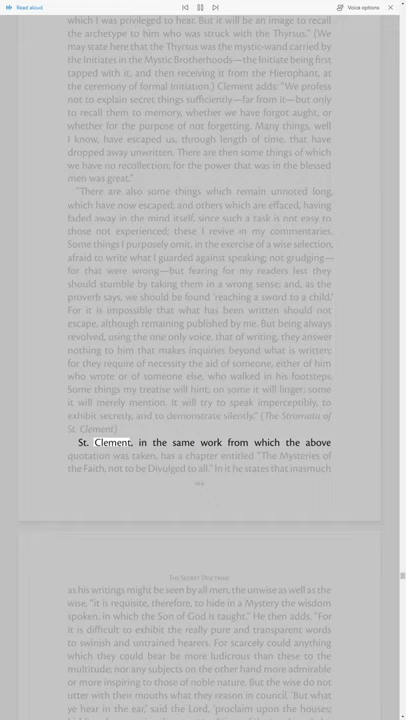 Read aloud
Voice options
which I was privileged to hear. But it will be an image to recall
the archetype to him who was struck with the Thyrsus." (We
may state here that the Thyrsus was the mystic-wand carried by
the Initiates in the Mystic Brotherhoods—the Initiate being first
tapped with it, and then receiving it from the Hierophant, at
the ceremony of formal Initiation.) Clement adds: "We profess
not to explain secret things sufficiently—far from it—but only
to recall them to memory, whether we have forgot aught, or
whether for the purpose of not forgetting. Many things, well
I know, have escaped us, through length of time, that have
dropped away unwritten. There are then some things of which
we have no recollection; for the power that was in the blessed
men was great."
"There are also some things which remain unnoted long,
which have now escaped; and others which are effaced, having
faded away in the mind itself, since such a task is not easy to
those not experienced; these I revive in my commentaries.
Some things I purposely omit, in the exercise of a wise selection,
afraid to write what I guarded against speaking; not grudging—
for that were wrong—but fearing for my readers lest they
should stumble by taking them in a wrong sense; and, as the
proverb says, we should be found 'reaching a sword to a child.'
For it is impossible that what has been written should not
escape, although remaining published by me. But being always
revolved, using the one only voice, that of writing, they answer
nothing to him that makes inquiries beyond what is written;
for they require of necessity the aid of someone, either of him
who wrote or of someone else, who walked in his footsteps.
Some things my treatise will hint; on some it will linger; some
it will merely mention. It will try to speak imperceptibly, to
exhibit secretly, and to demonstrate silently." (The Stromata of
St. Clement)
St. Clement, in the same work from which the above
quotation was taken, has a chapter entitled "The Mysteries of
the Faith, not to be Divulged to all." In it he states that inasmuch
The Secret Doctrine
as his writings might be seen by all men, the unwise as well as the
wise, "it is requisite, therefore, to hide in a Mystery the wisdom
spoken, in which the Son of God is taught." He then adds, "For
it is difficult to exhibit the really pure and transparent words
to swinish and untrained hearers. For scarcely could anything
which they could hear be more ludicrous than these to the
multitude; nor any subjects on the other hand more admirable
or more inspiring to those of noble nature. But the wise do not
utter with their mouths what they reason in council. 'But what
ye hear in the ear,' said the Lord, 'proclaim upon the houses;